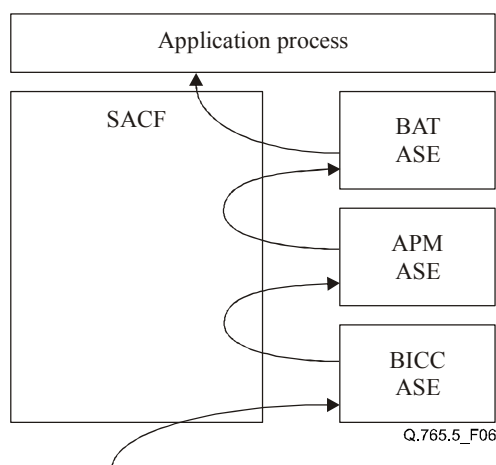 Application process
SACF
BAT
ASE
APM
ASE
BICC
ASE
Q.765.5_F06